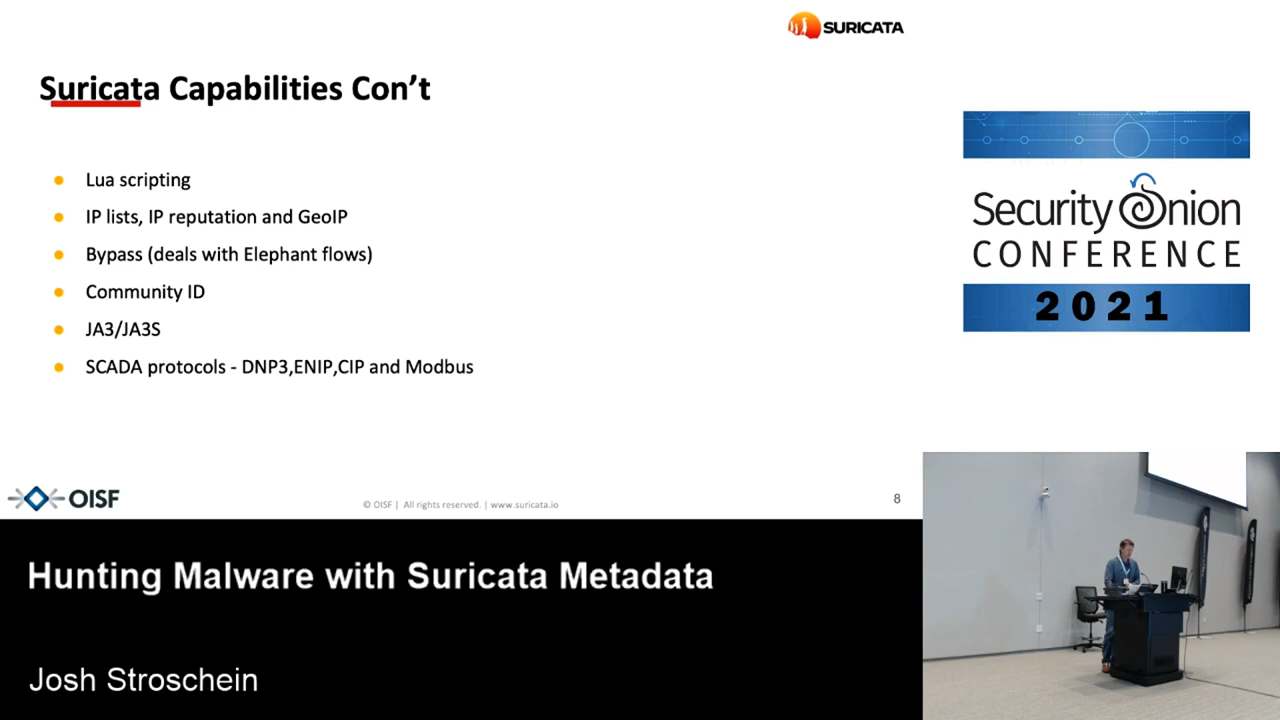 SURICATA
Suricata Capabilities Con't
Lua scripting
IP lists, IP reputation and GeoIP
Bypass (deals with Elephant flows)
Community ID
JA3/JA3S
SCADA protocols - DNP3,ENIP,CIP and Modbus
OISF
© OISF | All rights reserved. | www.suricata.io
8
Security Onion
CONFERENCE
2021
Hunting Malware with Suricata Metadata
Josh Stroschein